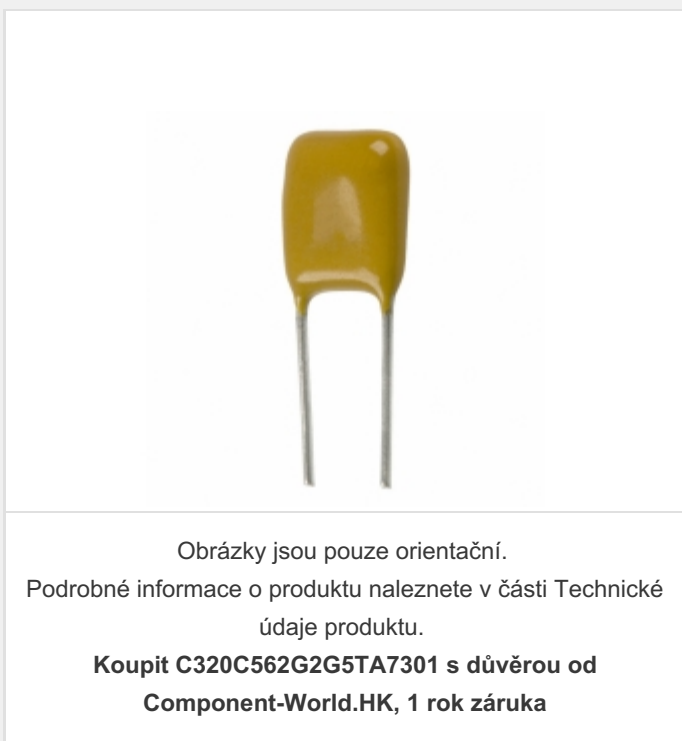 Obrázky jsou pouze orientační.
Podrobné informace o produktu naleznete v části Technické
údaje produktu.
Koupit C320C562G2G5TA7301 s důvěrou od
Component-World.HK, 1 rok záruka